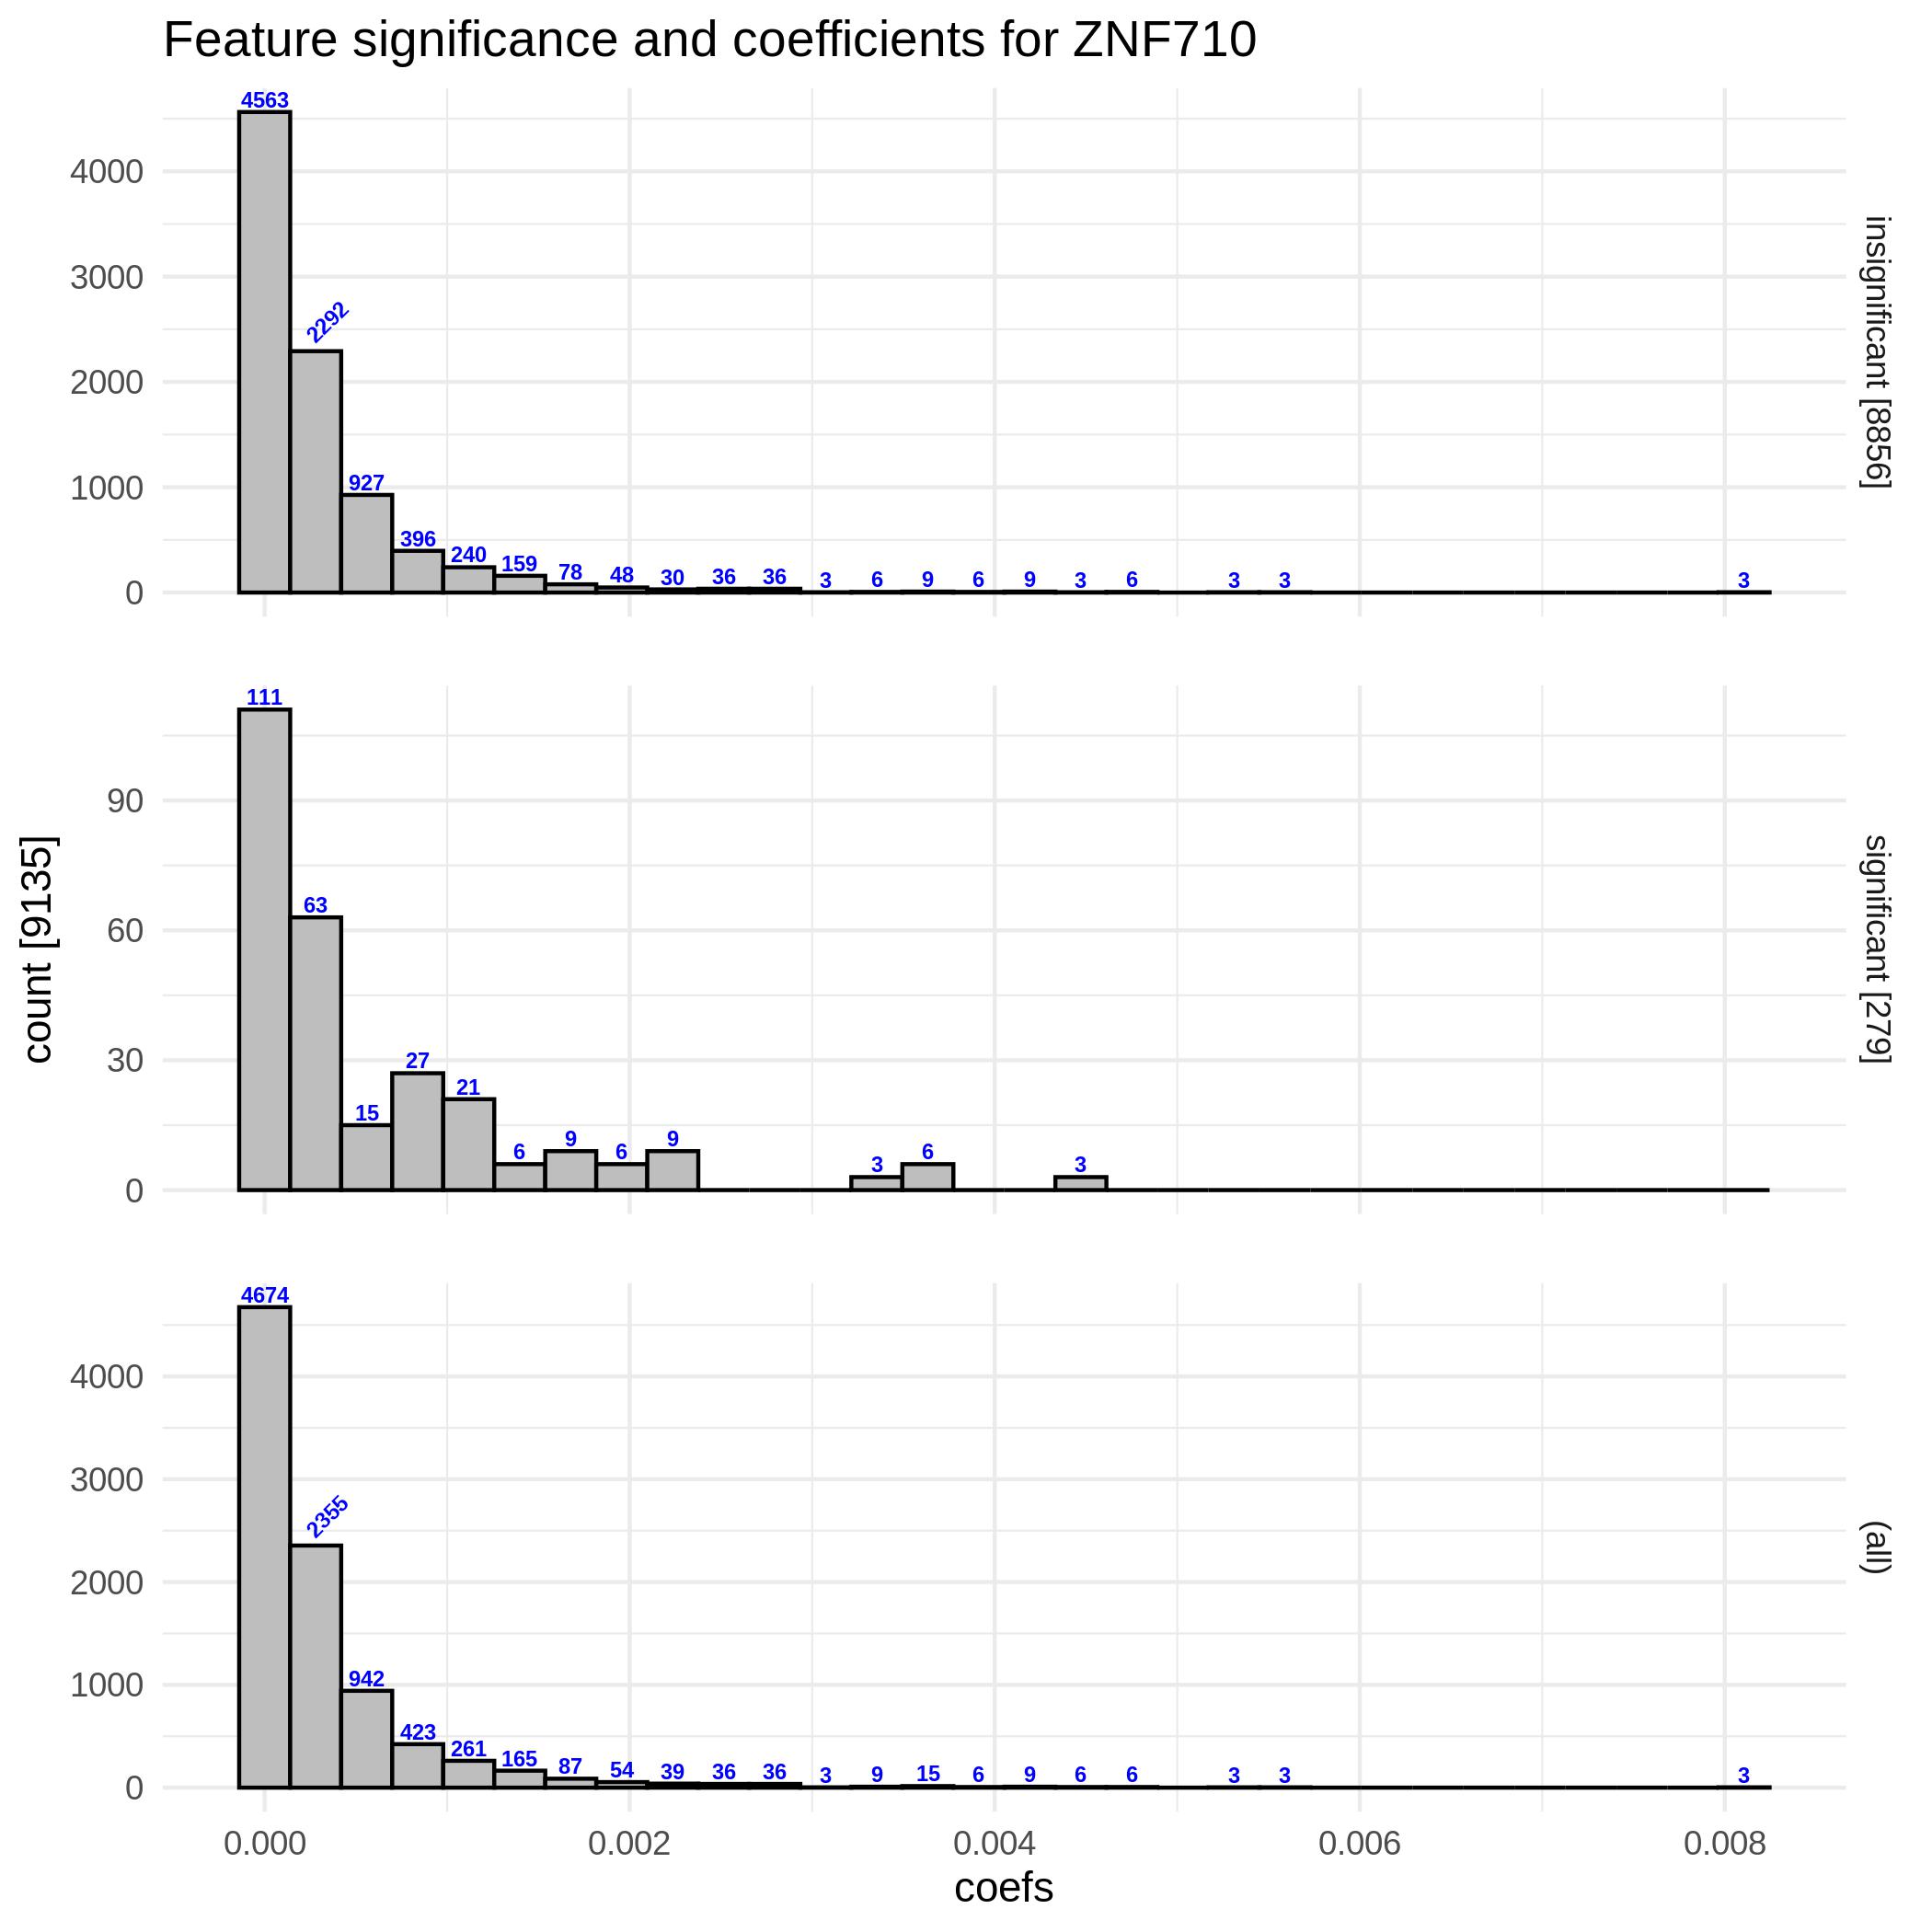 Feature significance and coefficients for ZNF710
4563
2292
927
396 240 159 78 48 30 36 36 3 6 9 6 9 3 6 3 3 3
4000
3000
2000
1000
0
insignificant [8856]
111
63
15 27 21 6 9 6 9 3 6 3
90
60
30
0
significant [279]
count [9135]
4674
2355
942
423 261 165 87 54 39 36 36 3 9 15 6 9 6 6 3 3 3
4000
3000
2000
1000
0
(all)
0.000 0.002 0.004 0.006 0.008
coefs